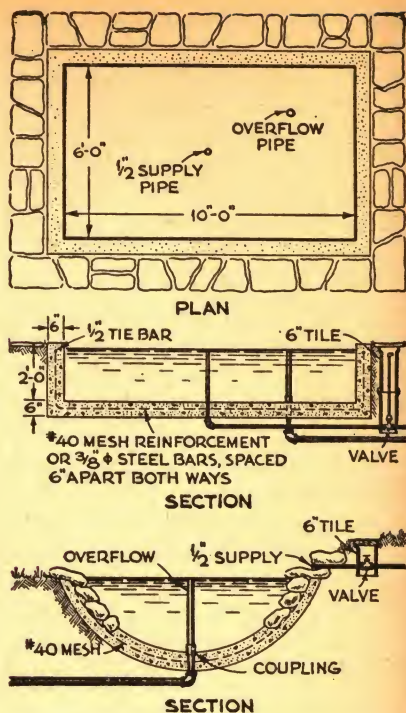 6'-0"
OVERFLOW
PIPE
1/2" SUPPLY
PIPE
10'-0"
PLAN
6"
1/2" TIE BAR
6" TILE
2'-0"
6"
#40 MESH REINFORCEMENT
OR 3/8" ɸ STEEL BARS, SPACED
6" APART BOTH WAYS
VALVE
SECTION
6" TILE
OVERFLOW
1/2" SUPPLY
VALVE
#40 MESH
COUPLING
SECTION